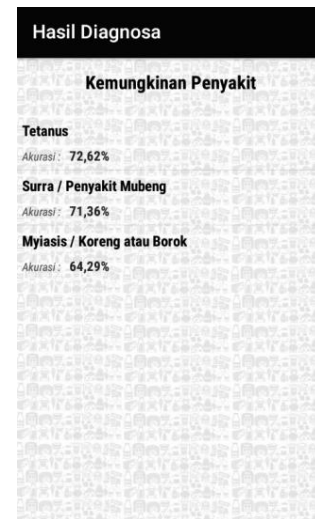 Hasil Diagnosa
Kemungkinan Penyakit
Tetanus
Akurasi : 72,62%
Surra / Penyakit Mubeng
Akurasi : 71,36%
Myiasis / Koreng atau Borok
Akurasi : 64,29%